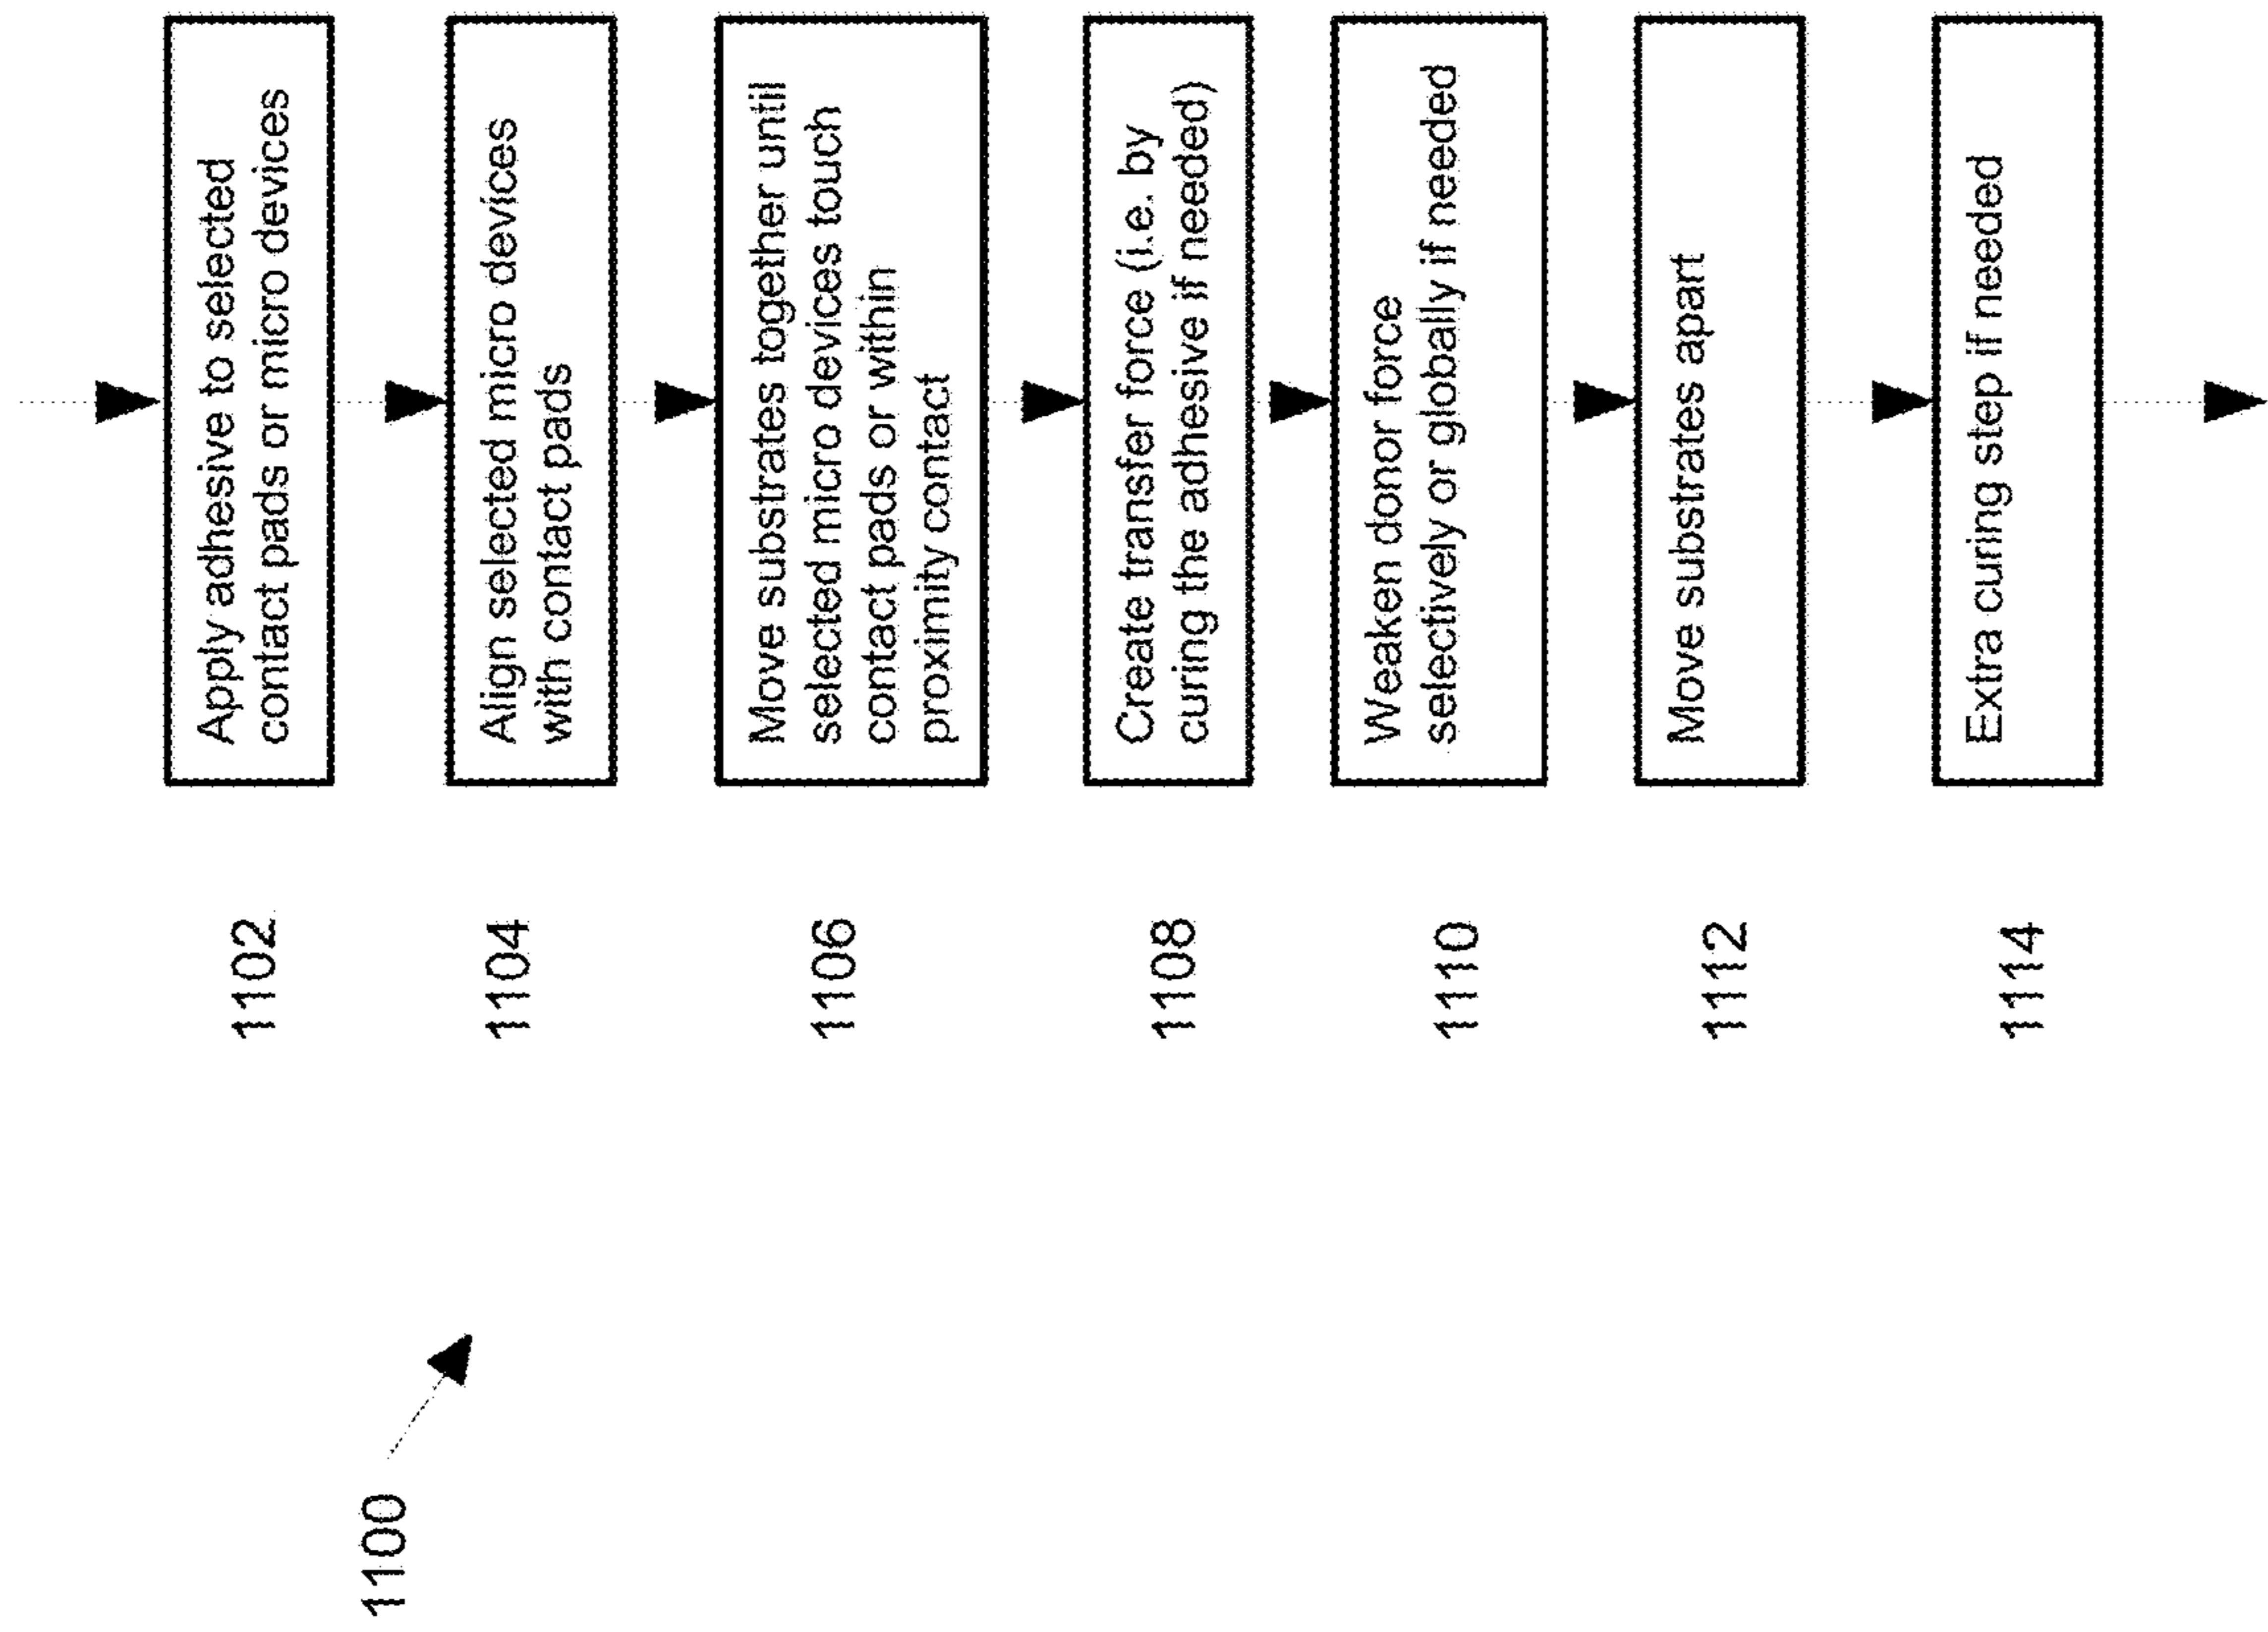 1100
1102
Apply adhesive to selected
contact pads or micro devices
1104
Align selected micro devices
with contact pads
1106
Move substrates together until
selected micro devices touch
contact pads or within
proximity contact
1108
Create transfer force (i.e. by
curing the adhesive if needed)
1110
Weaken donor force
selectively or globally if needed
1112
Move substrates apart
1114
Extra curing step if needed